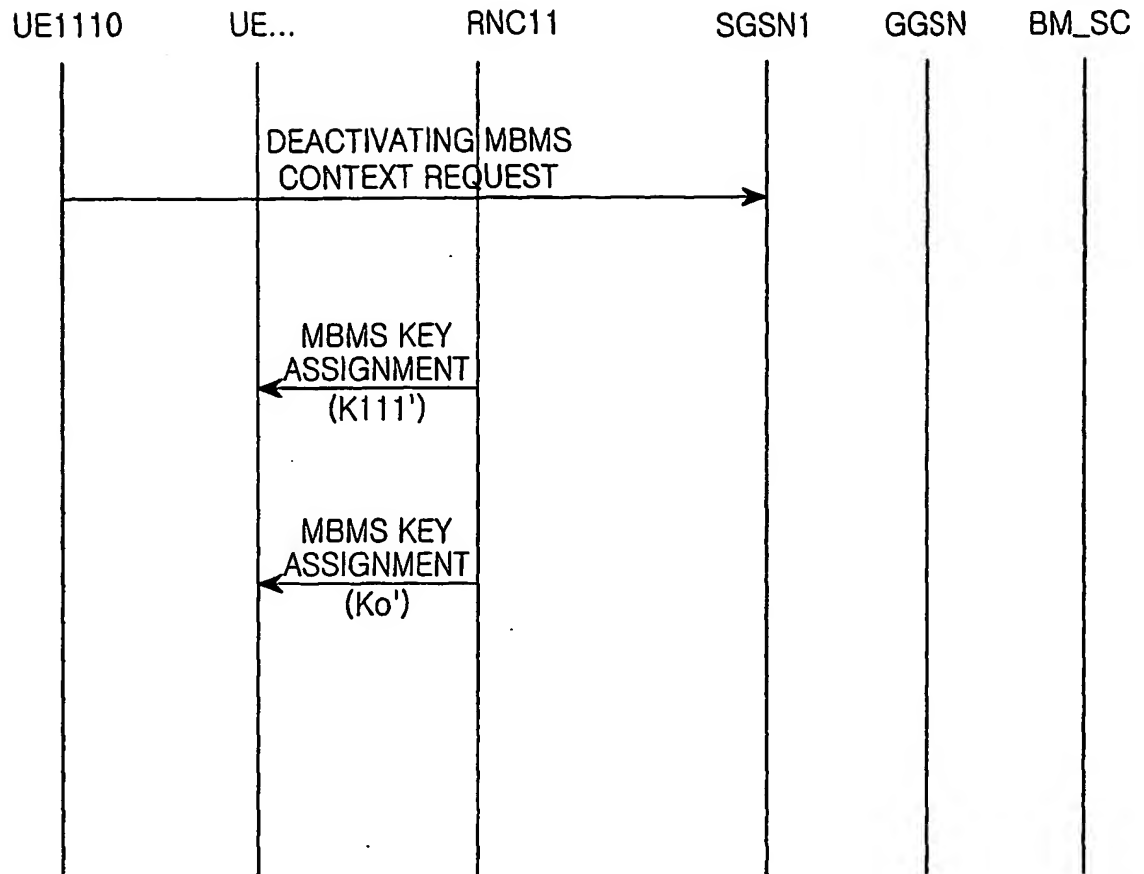 UE1110 UE... RNC11 SGSN1 GGSN BM_SC
DEACTIVATING MBMS
CONTEXT REQUEST
MBMS KEY
ASSIGNMENT
(K111')
MBMS KEY
ASSIGNMENT
(Ko')